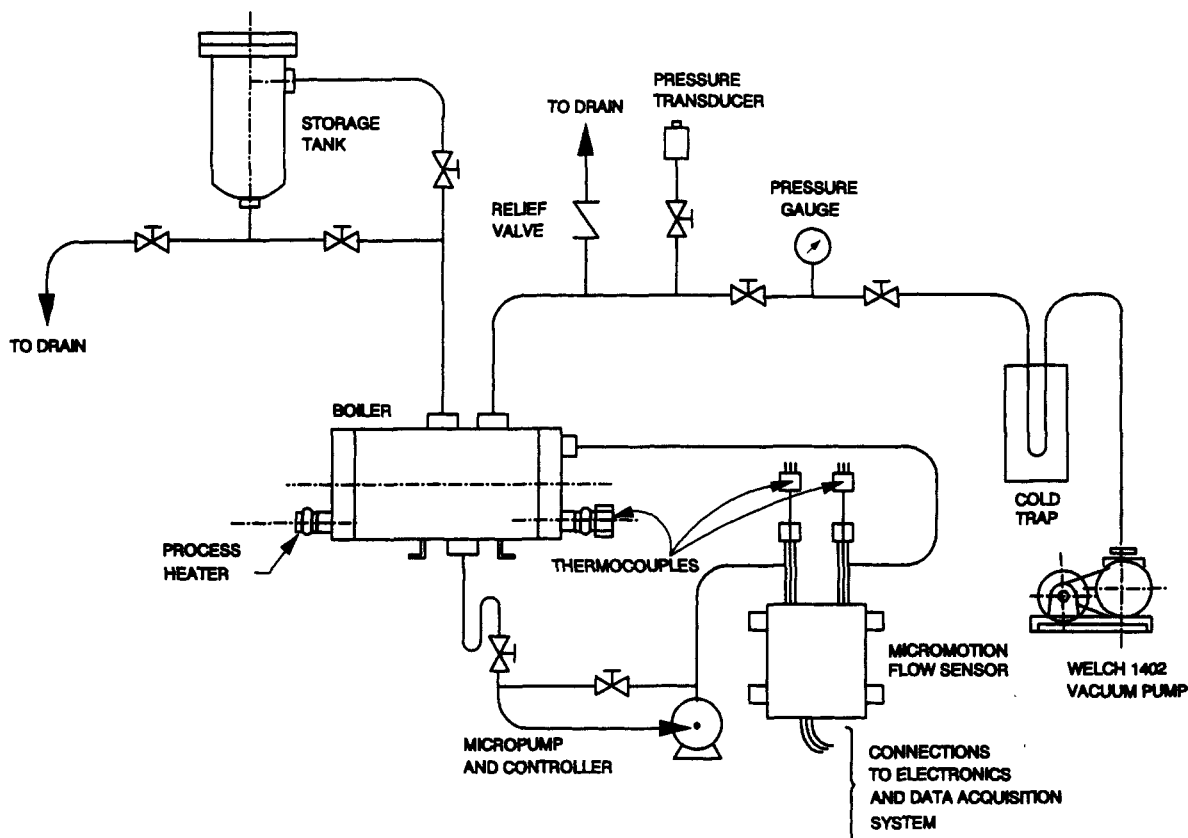 STORAGE
TANK
TO DRAIN
PRESSURE
TRANSDUCER
RELIEF
VALVE
PRESSURE
GAUGE
TO DRAIN
BOILER
COLD
TRAP
PROCESS
HEATER
THERMOCOUPLES
MICROMOTION
FLOW SENSOR
WELCH 1402
VACUUM PUMP
MICROPUMP
AND CONTROLLER
CONNECTIONS
TO ELECTRONICS
AND DATA ACQUISITION
SYSTEM